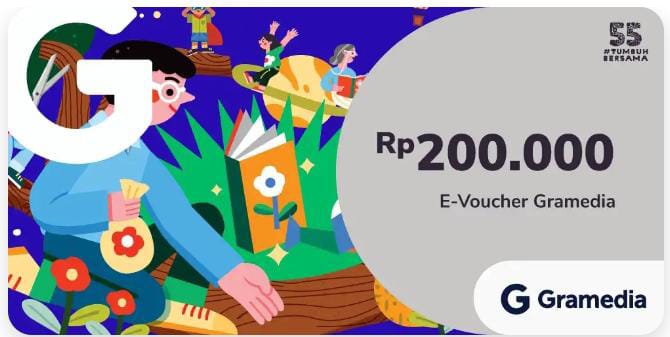 G
55
#TUMBUH
BERSAMA
Rp200.000
E-Voucher Gramedia
G Gramedia